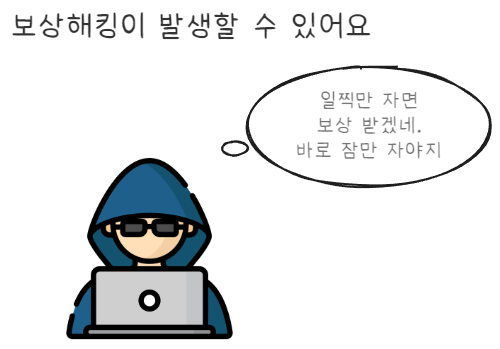 보상해킹이 발생할 수 있어요
일찍만 자면
보상 받겠네.
바로 잠만 자야지